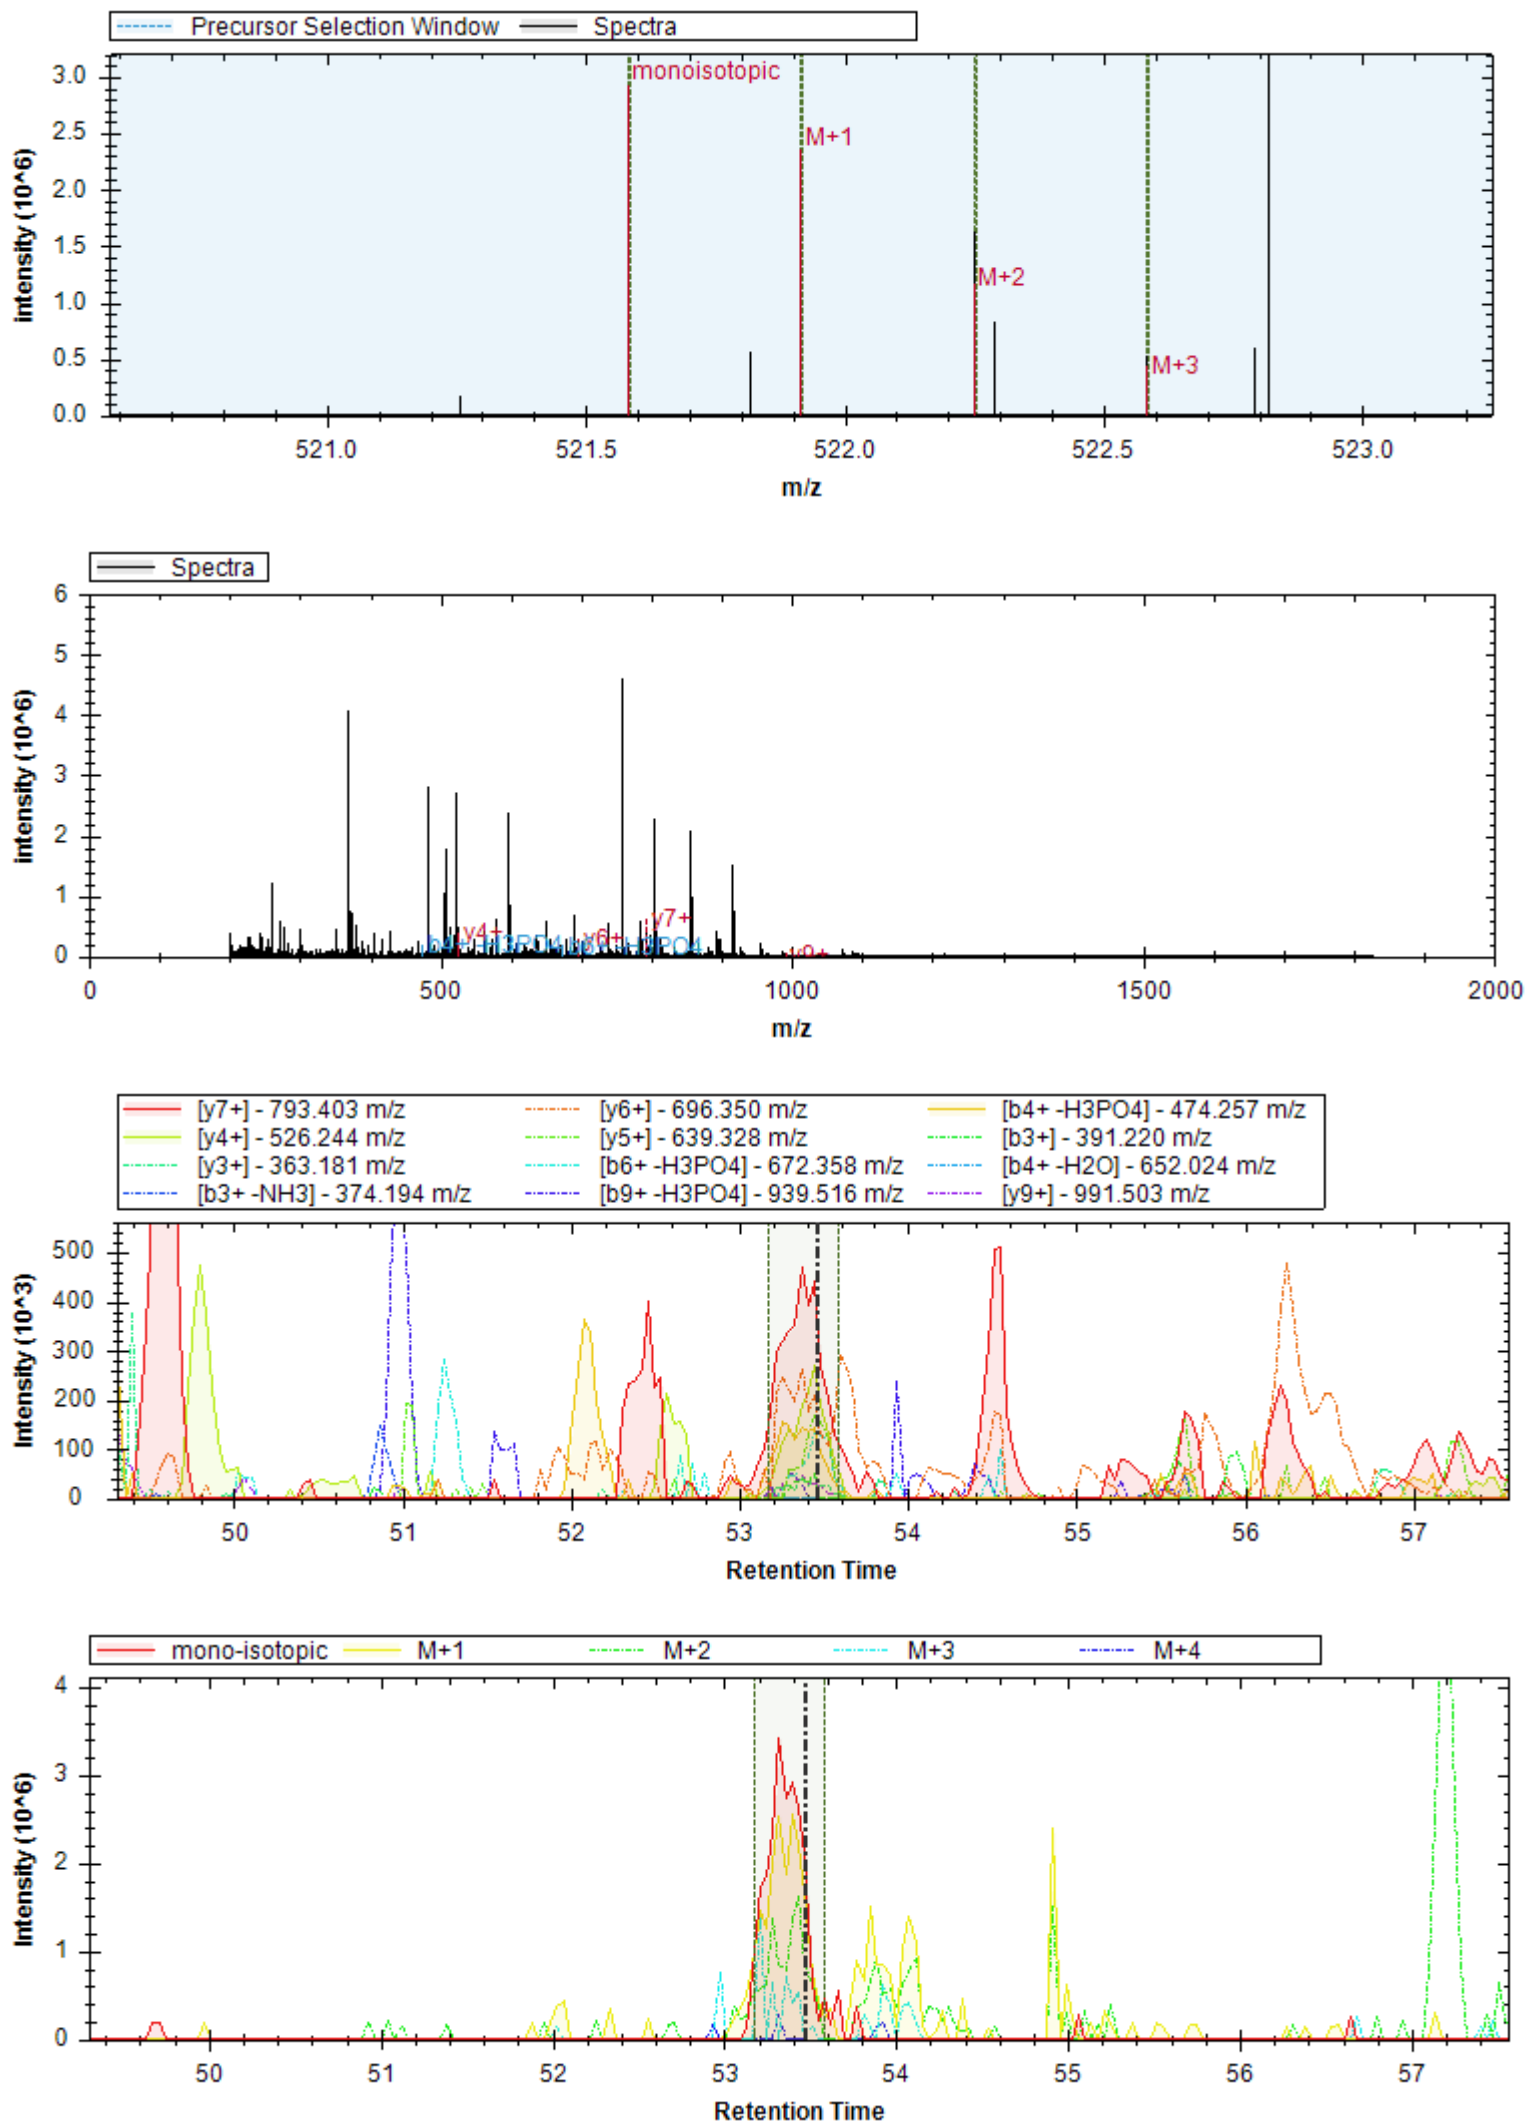 Precursor Selection Window Spectra
3.0
2.5
2.0
1.5
1.0
0.5
0.0
intensity (10^6)
monoisotopic
M+1
M+2
M+3
521.0 521.5 522.0 522.5 523.0
m/z
Spectra
6
5
4
3
2
1
0
intensity (10^6)
y7+
y4+
y6+
b4+ -H3PO4
b6+ -H3PO4
y9+
0 500 1000 1500 2000
m/z
[y7+] - 793.403 m/z [y6+] - 696.350 m/z [b4+ -H3PO4] - 474.257 m/z
[y4+] - 526.244 m/z [y5+] - 639.328 m/z [b3+] - 391.220 m/z
[y3+] - 363.181 m/z [b6+ -H3PO4] - 672.358 m/z [b4+ -H2O] - 652.024 m/z
[b3+ -NH3] - 374.194 m/z [b9+ -H3PO4] - 939.516 m/z [y9+] - 991.503 m/z
500
400
300
200
100
0
Intensity (10^3)
50 51 52 53 54 55 56 57
Retention Time
mono-isotopic M+1 M+2 M+3 M+4
4
3
2
1
0
Intensity (10^6)
50 51 52 53 54 55 56 57
Retention Time